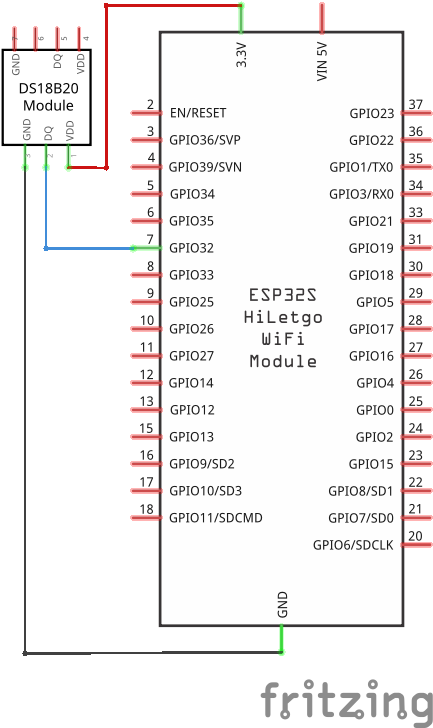 3.3V
VIN 5V
7
6
5
4
GND
DQ
VDD
DS18B20
Module
GND
DQ
VDD
3
2
1
2 EN/RESET GPIO23 37
3 GPIO36/SVP GPIO22 36
4 GPIO39/SVN GPIO1/TX0 35
5 GPIO34 GPIO3/RX0 34
6 GPIO35 GPIO21 33
7 GPIO32 GPIO19 31
8 GPIO33 GPIO18 30
9 GPIO25 GPIO5 29
10 GPIO26 GPIO17 28
11 GPIO27 GPIO16 27
12 GPIO14 GPIO4 26
13 GPIO12 GPIO0 25
15 GPIO13 GPIO2 24
16 GPIO9/SD2 GPIO15 23
17 GPIO10/SD3 GPIO8/SD1 22
18 GPIO11/SDCMD GPIO7/SD0 21
GPIO6/SDCLK 20
ESP32S
HiLetgo
WiFi
Module
GND
fritzing